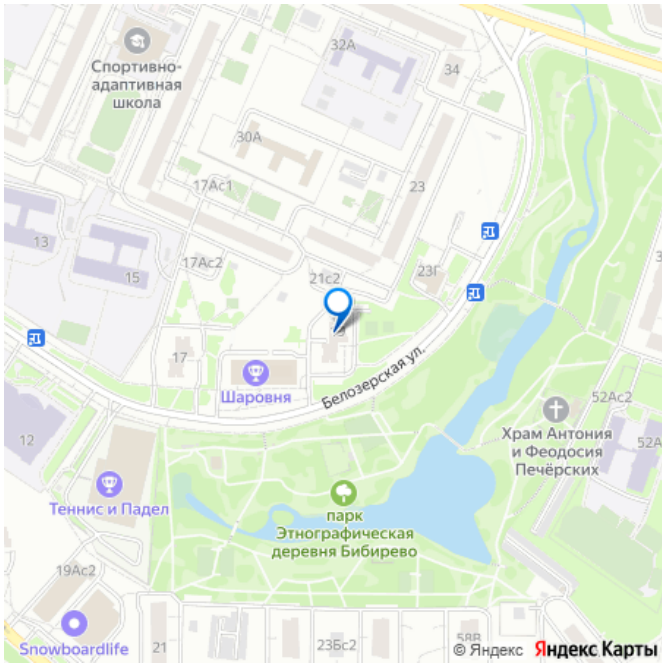 32А
34
Спортивно-
адаптивная
школа
30А
17Ас1
23
13
17Ас2
15
23Г
21с2
17
Шаровня
Белозерская ул.
52Ас2
12
Храм Антония
и Феодосия
Печёрских
52А
Теннис и Падел
парк
Этнографическая
деревня Бибирево
19Ас2
Snowboardlife
21
23Бс2
58В
© Яндекс Яндекс Карты